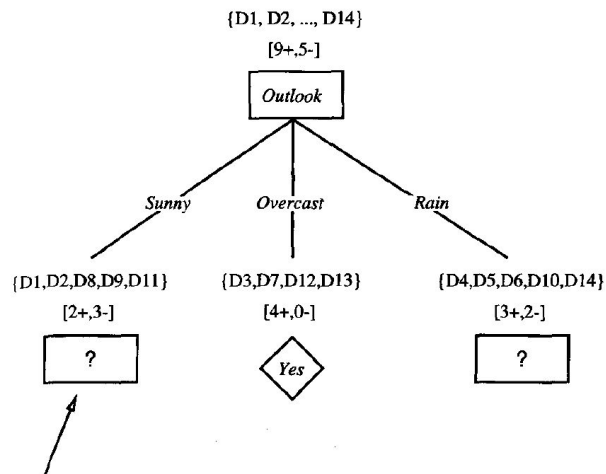 {D1, D2, ..., D14}
[9+,5-]
Outlook
Sunny Overcast Rain
{D1,D2,D8,D9,D11} {D3,D7,D12,D13} {D4,D5,D6,D10,D14}
[2+,3-] [4+,0-] [3+,2-]
? Yes ?